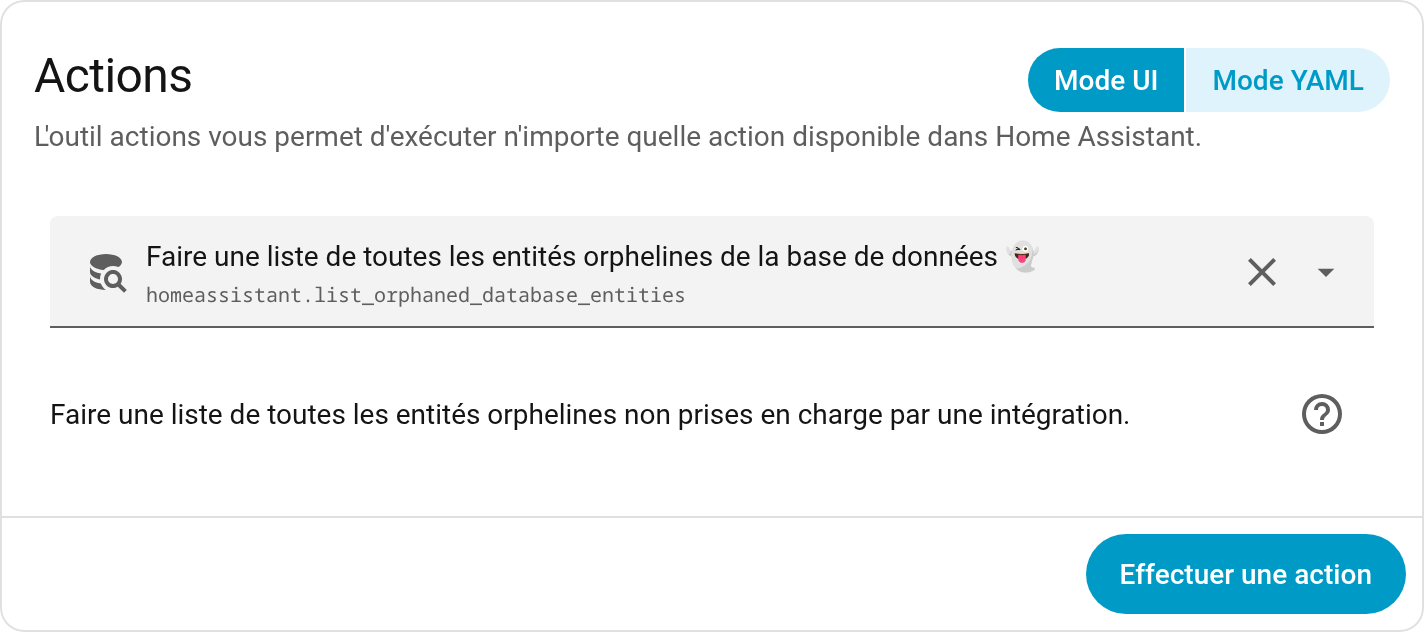 Actions
Mode UI
Mode YAML
L'outil actions vous permet d'exécuter n'importe quelle action disponible dans Home Assistant.
Faire une liste de toutes les entités orphelines de la base de données 👻
homeassistant.list_orphaned_database_entities
Faire une liste de toutes les entités orphelines non prises en charge par une intégration.
Effectuer une action